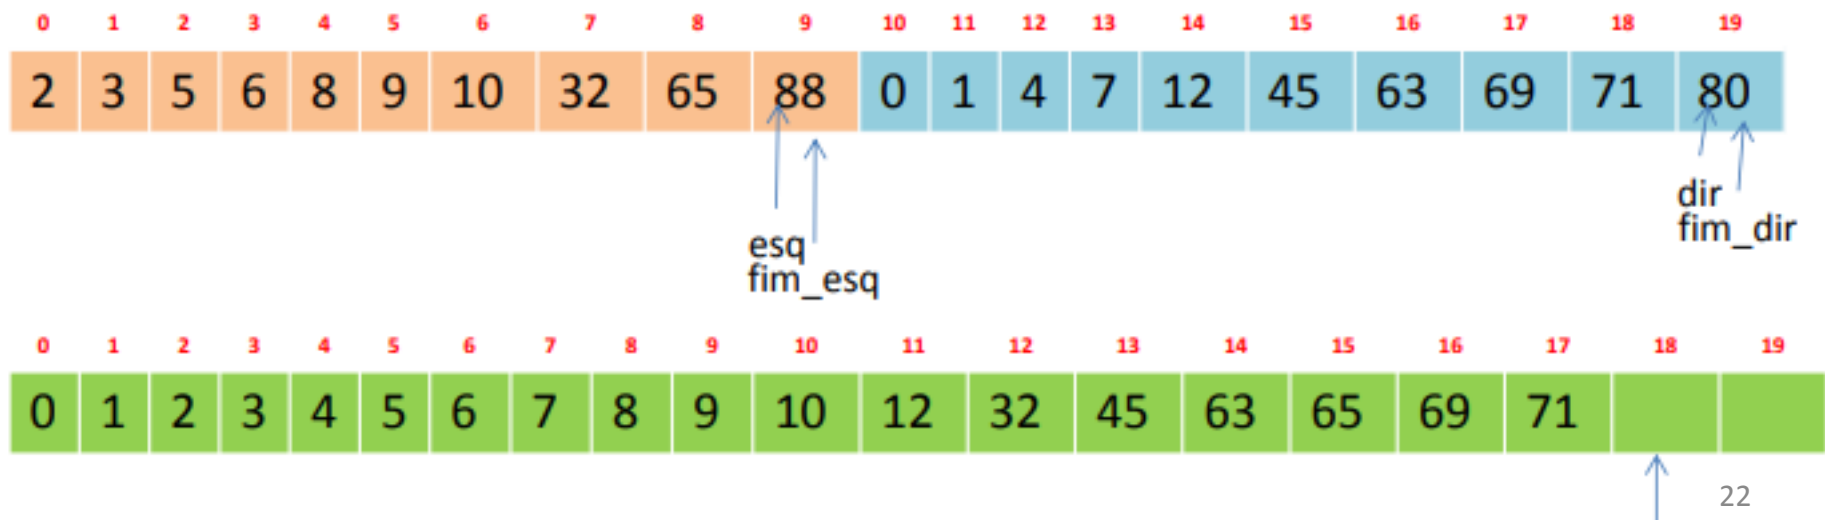 0 1 2 3 4 5 6 7 8 9 10 11 12 13 14 15 16 17 18 19
2 3 5 6 8 9 10 32 65 88 0 1 4 7 12 45 63 69 71 80
dir
fim_dir
esq
fim_esq
0 1 2 3 4 5 6 7 8 9 10 11 12 13 14 15 16 17 18 19
0 1 2 3 4 5 6 7 8 9 10 12 32 45 63 65 69 71
22